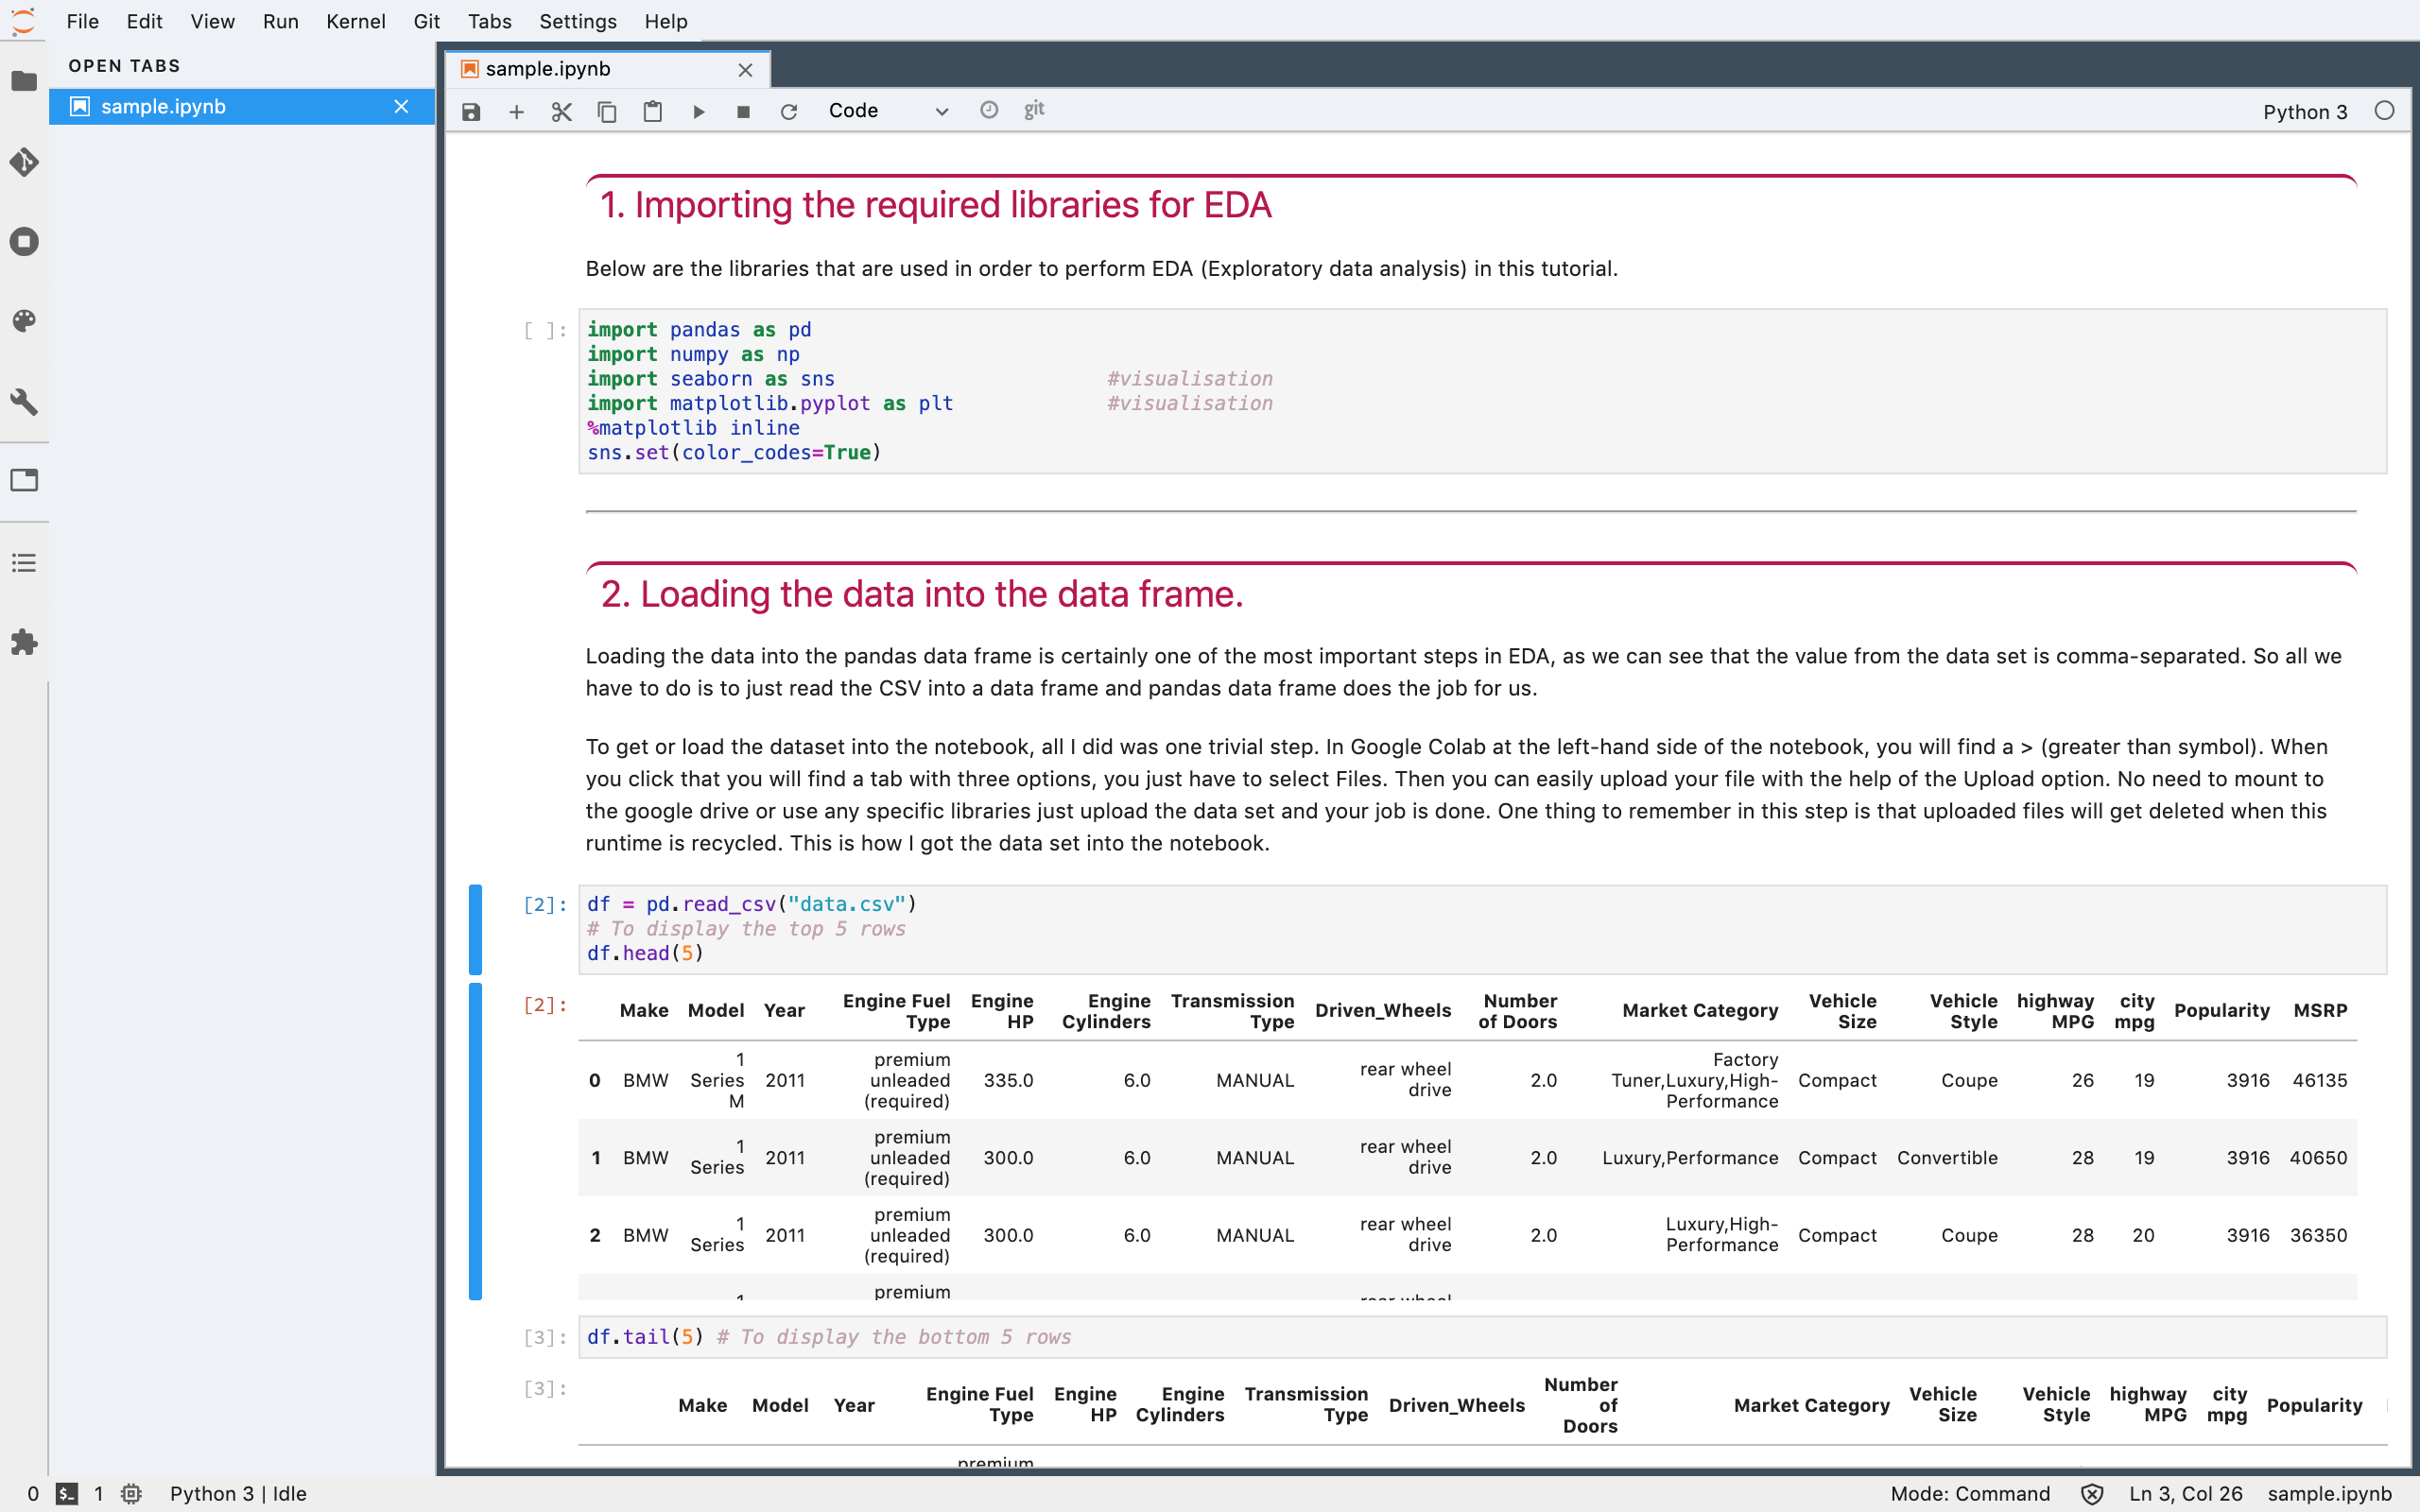 File Edit View Run Kernel Git Tabs Settings Help
OPEN TABS
sample.ipynb
sample.ipynb
Code
git
Python 3
1. Importing the required libraries for EDA
Below are the libraries that are used in order to perform EDA (Exploratory data analysis) in this tutorial.
[ ]:
import pandas as pd
import numpy as np
import seaborn as sns #visualisation
import matplotlib.pyplot as plt #visualisation
%matplotlib inline
sns.set(color_codes=True)
2. Loading the data into the data frame.
Loading the data into the pandas data frame is certainly one of the most important steps in EDA, as we can see that the value from the data set is comma-separated. So all we
have to do is to just read the CSV into a data frame and pandas data frame does the job for us.
To get or load the dataset into the notebook, all I did was one trivial step. In Google Colab at the left-hand side of the notebook, you will find a > (greater than symbol). When
you click that you will find a tab with three options, you just have to select Files. Then you can easily upload your file with the help of the Upload option. No need to mount to
the google drive or use any specific libraries just upload the data set and your job is done. One thing to remember in this step is that uploaded files will get deleted when this
runtime is recycled. This is how I got the data set into the notebook.
[2]: df = pd.read_csv("data.csv")
# To display the top 5 rows
df.head(5)
[2]:
Make Model Year Engine Fuel Type Engine HP Engine Cylinders Transmission Type Driven_Wheels Number of Doors Market Category Vehicle Size Vehicle Style highway MPG city mpg Popularity MSRP
0 BMW 1 Series M 2011 premium unleaded (required) 335.0 6.0 MANUAL rear wheel drive 2.0 Factory Tuner,Luxury,High-Performance Compact Coupe 26 19 3916 46135
1 BMW 1 Series 2011 premium unleaded (required) 300.0 6.0 MANUAL rear wheel drive 2.0 Luxury,Performance Compact Convertible 28 19 3916 40650
2 BMW 1 Series 2011 premium unleaded (required) 300.0 6.0 MANUAL rear wheel drive 2.0 Luxury,High-Performance Compact Coupe 28 20 3916 36350
1 premium rear wheel
[3]: df.tail(5) # To display the bottom 5 rows
[3]:
Make Model Year Engine Fuel Type Engine HP Engine Cylinders Transmission Type Driven_Wheels Number of Doors Market Category Vehicle Size Vehicle Style highway MPG city mpg Popularity
premium
0 $_ 1 Python 3 | Idle
Mode: Command Ln 3, Col 26 sample.ipynb